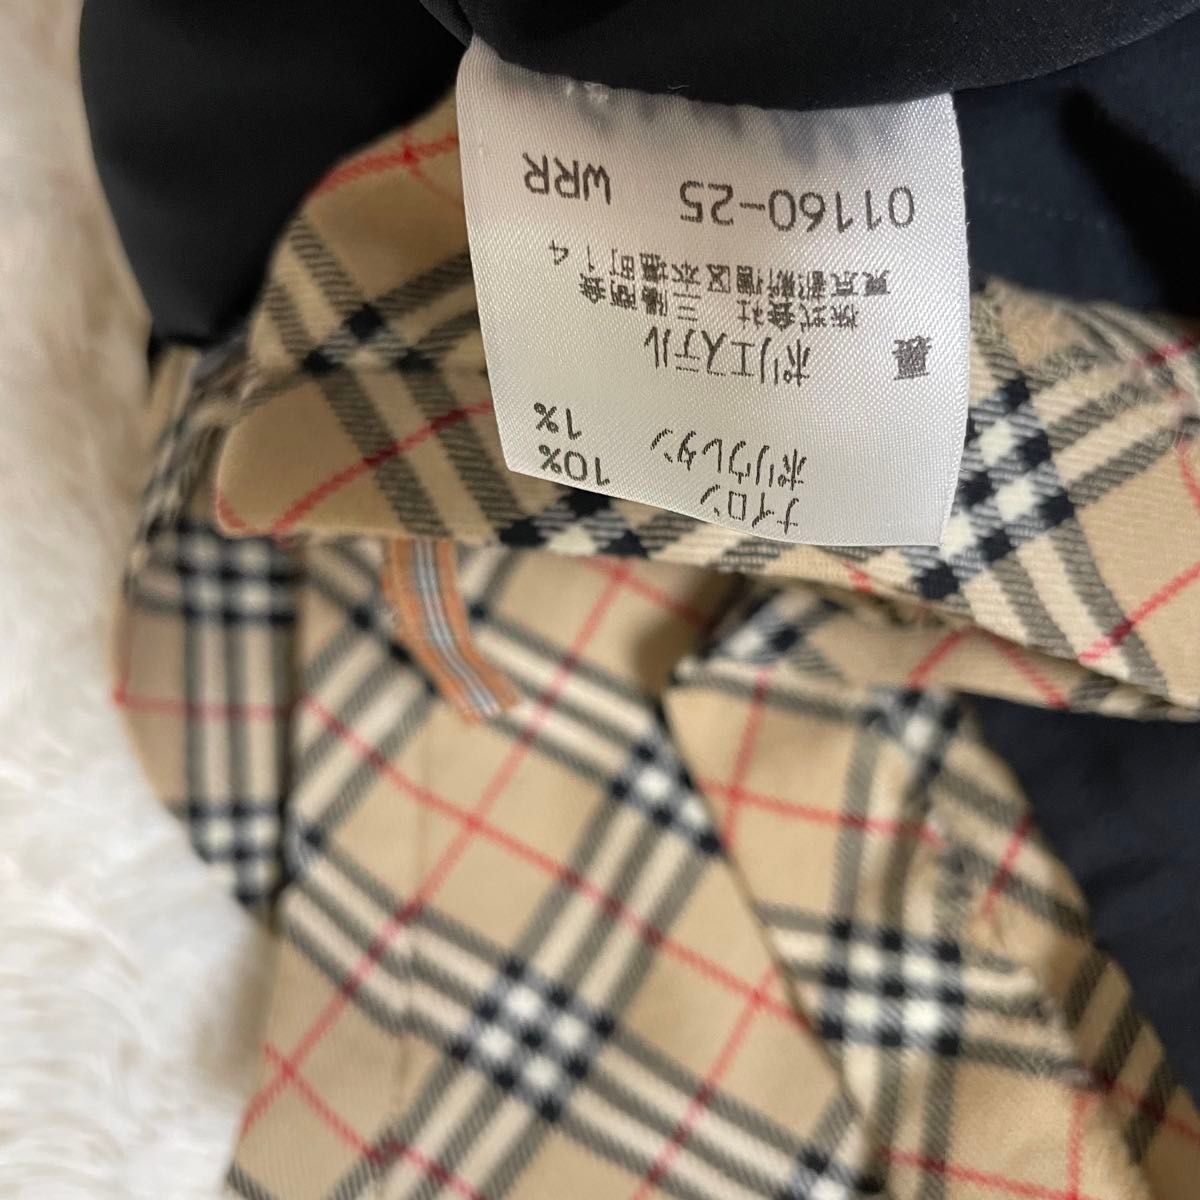 ナイロン 10%
ポリウレタン 1%
裏 ポリエステル
株式会社 三陽商会
東京都新宿区本塩町14
01160-25 WRR